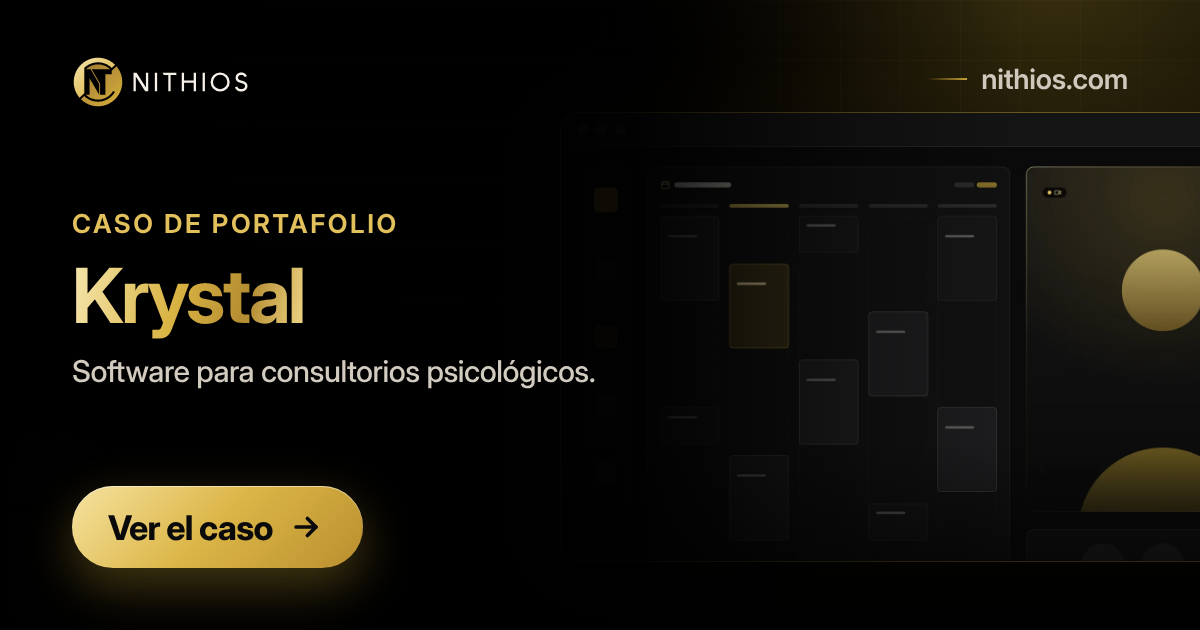 NITHIOS
nithios.com
CASO DE PORTAFOLIO
Krystal
Software para consultorios psicológicos.
Ver el caso →